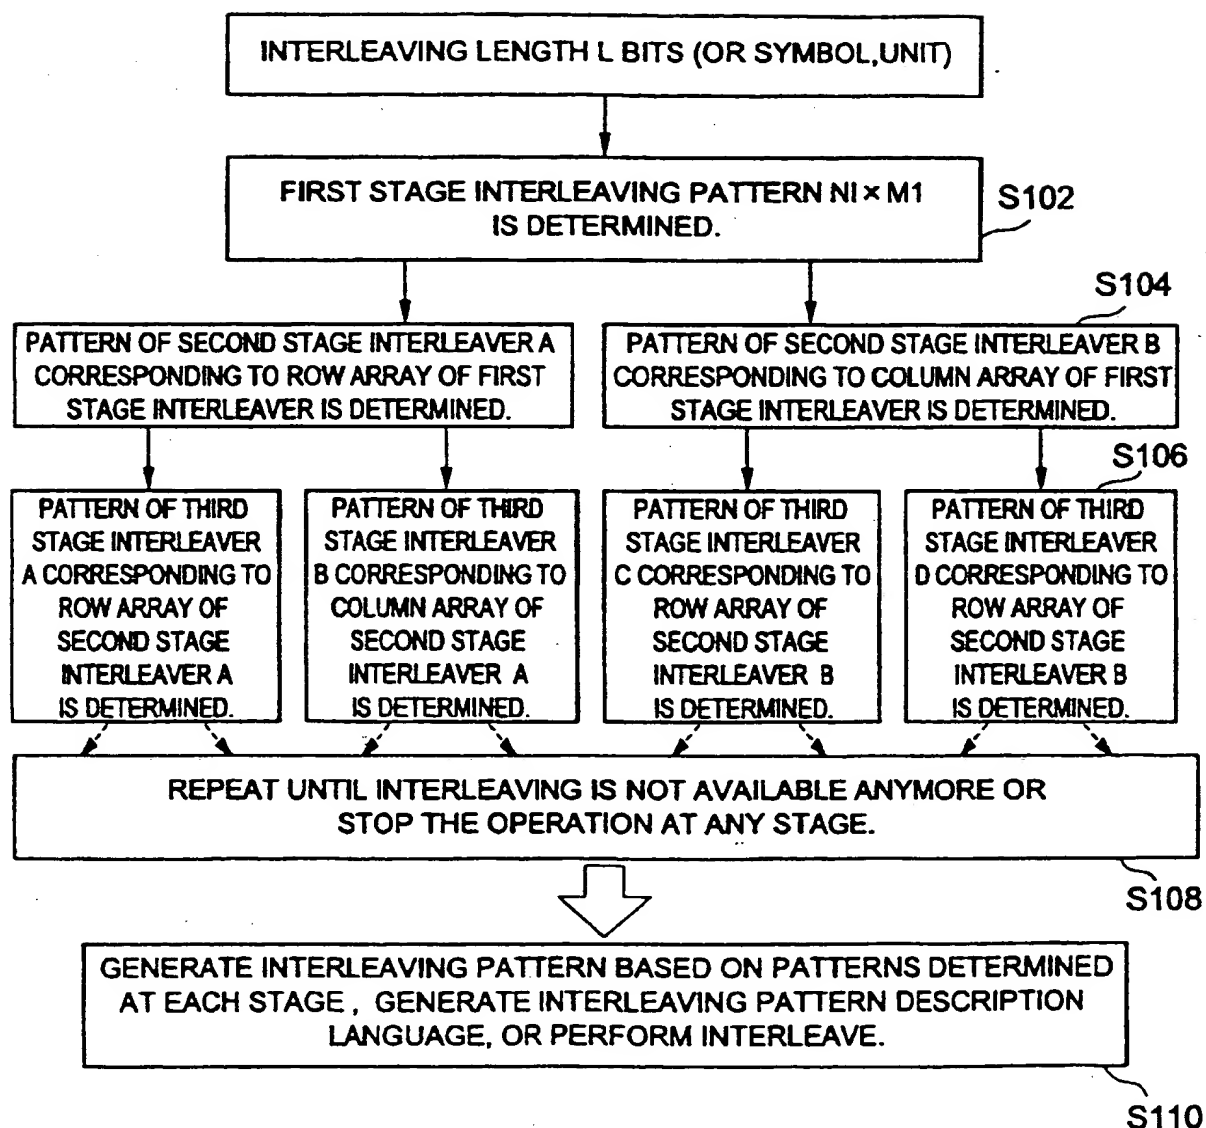 INTERLEAVING LENGTH L BITS (OR SYMBOL,UNIT)
FIRST STAGE INTERLEAVING PATTERN NI × M1
IS DETERMINED.
S102
S104
PATTERN OF SECOND STAGE INTERLEAVER A
CORRESPONDING TO ROW ARRAY OF FIRST
STAGE INTERLEAVER IS DETERMINED.
PATTERN OF SECOND STAGE INTERLEAVER B
CORRESPONDING TO COLUMN ARRAY OF FIRST
STAGE INTERLEAVER IS DETERMINED.
S106
PATTERN OF THIRD
STAGE INTERLEAVER
A CORRESPONDING TO
ROW ARRAY OF
SECOND STAGE
INTERLEAVER A
IS DETERMINED.
PATTERN OF THIRD
STAGE INTERLEAVER
B CORRESPONDING TO
COLUMN ARRAY OF
SECOND STAGE
INTERLEAVER A
IS DETERMINED.
PATTERN OF THIRD
STAGE INTERLEAVER
C CORRESPONDING TO
ROW ARRAY OF
SECOND STAGE
INTERLEAVER B
IS DETERMINED.
PATTERN OF THIRD
STAGE INTERLEAVER
D CORRESPONDING TO
ROW ARRAY OF
SECOND STAGE
INTERLEAVER B
IS DETERMINED.
REPEAT UNTIL INTERLEAVING IS NOT AVAILABLE ANYMORE OR
STOP THE OPERATION AT ANY STAGE.
S108
GENERATE INTERLEAVING PATTERN BASED ON PATTERNS DETERMINED
AT EACH STAGE , GENERATE INTERLEAVING PATTERN DESCRIPTION
LANGUAGE, OR PERFORM INTERLEAVE.
S110